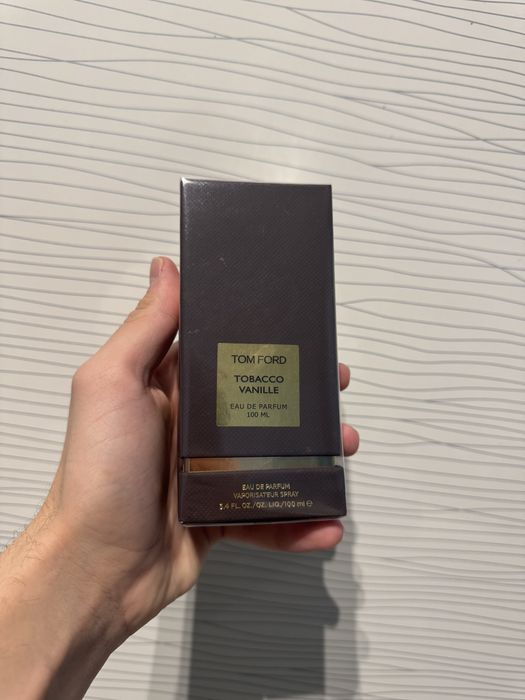 TOM FORD
TOBACCO
VANILLE
EAU DE PARFUM
100 ML
EAU DE PARFUM
VAPORISATEUR SPRAY
3,4 FL. OZ./OZ. LIQ./100 ml ℮